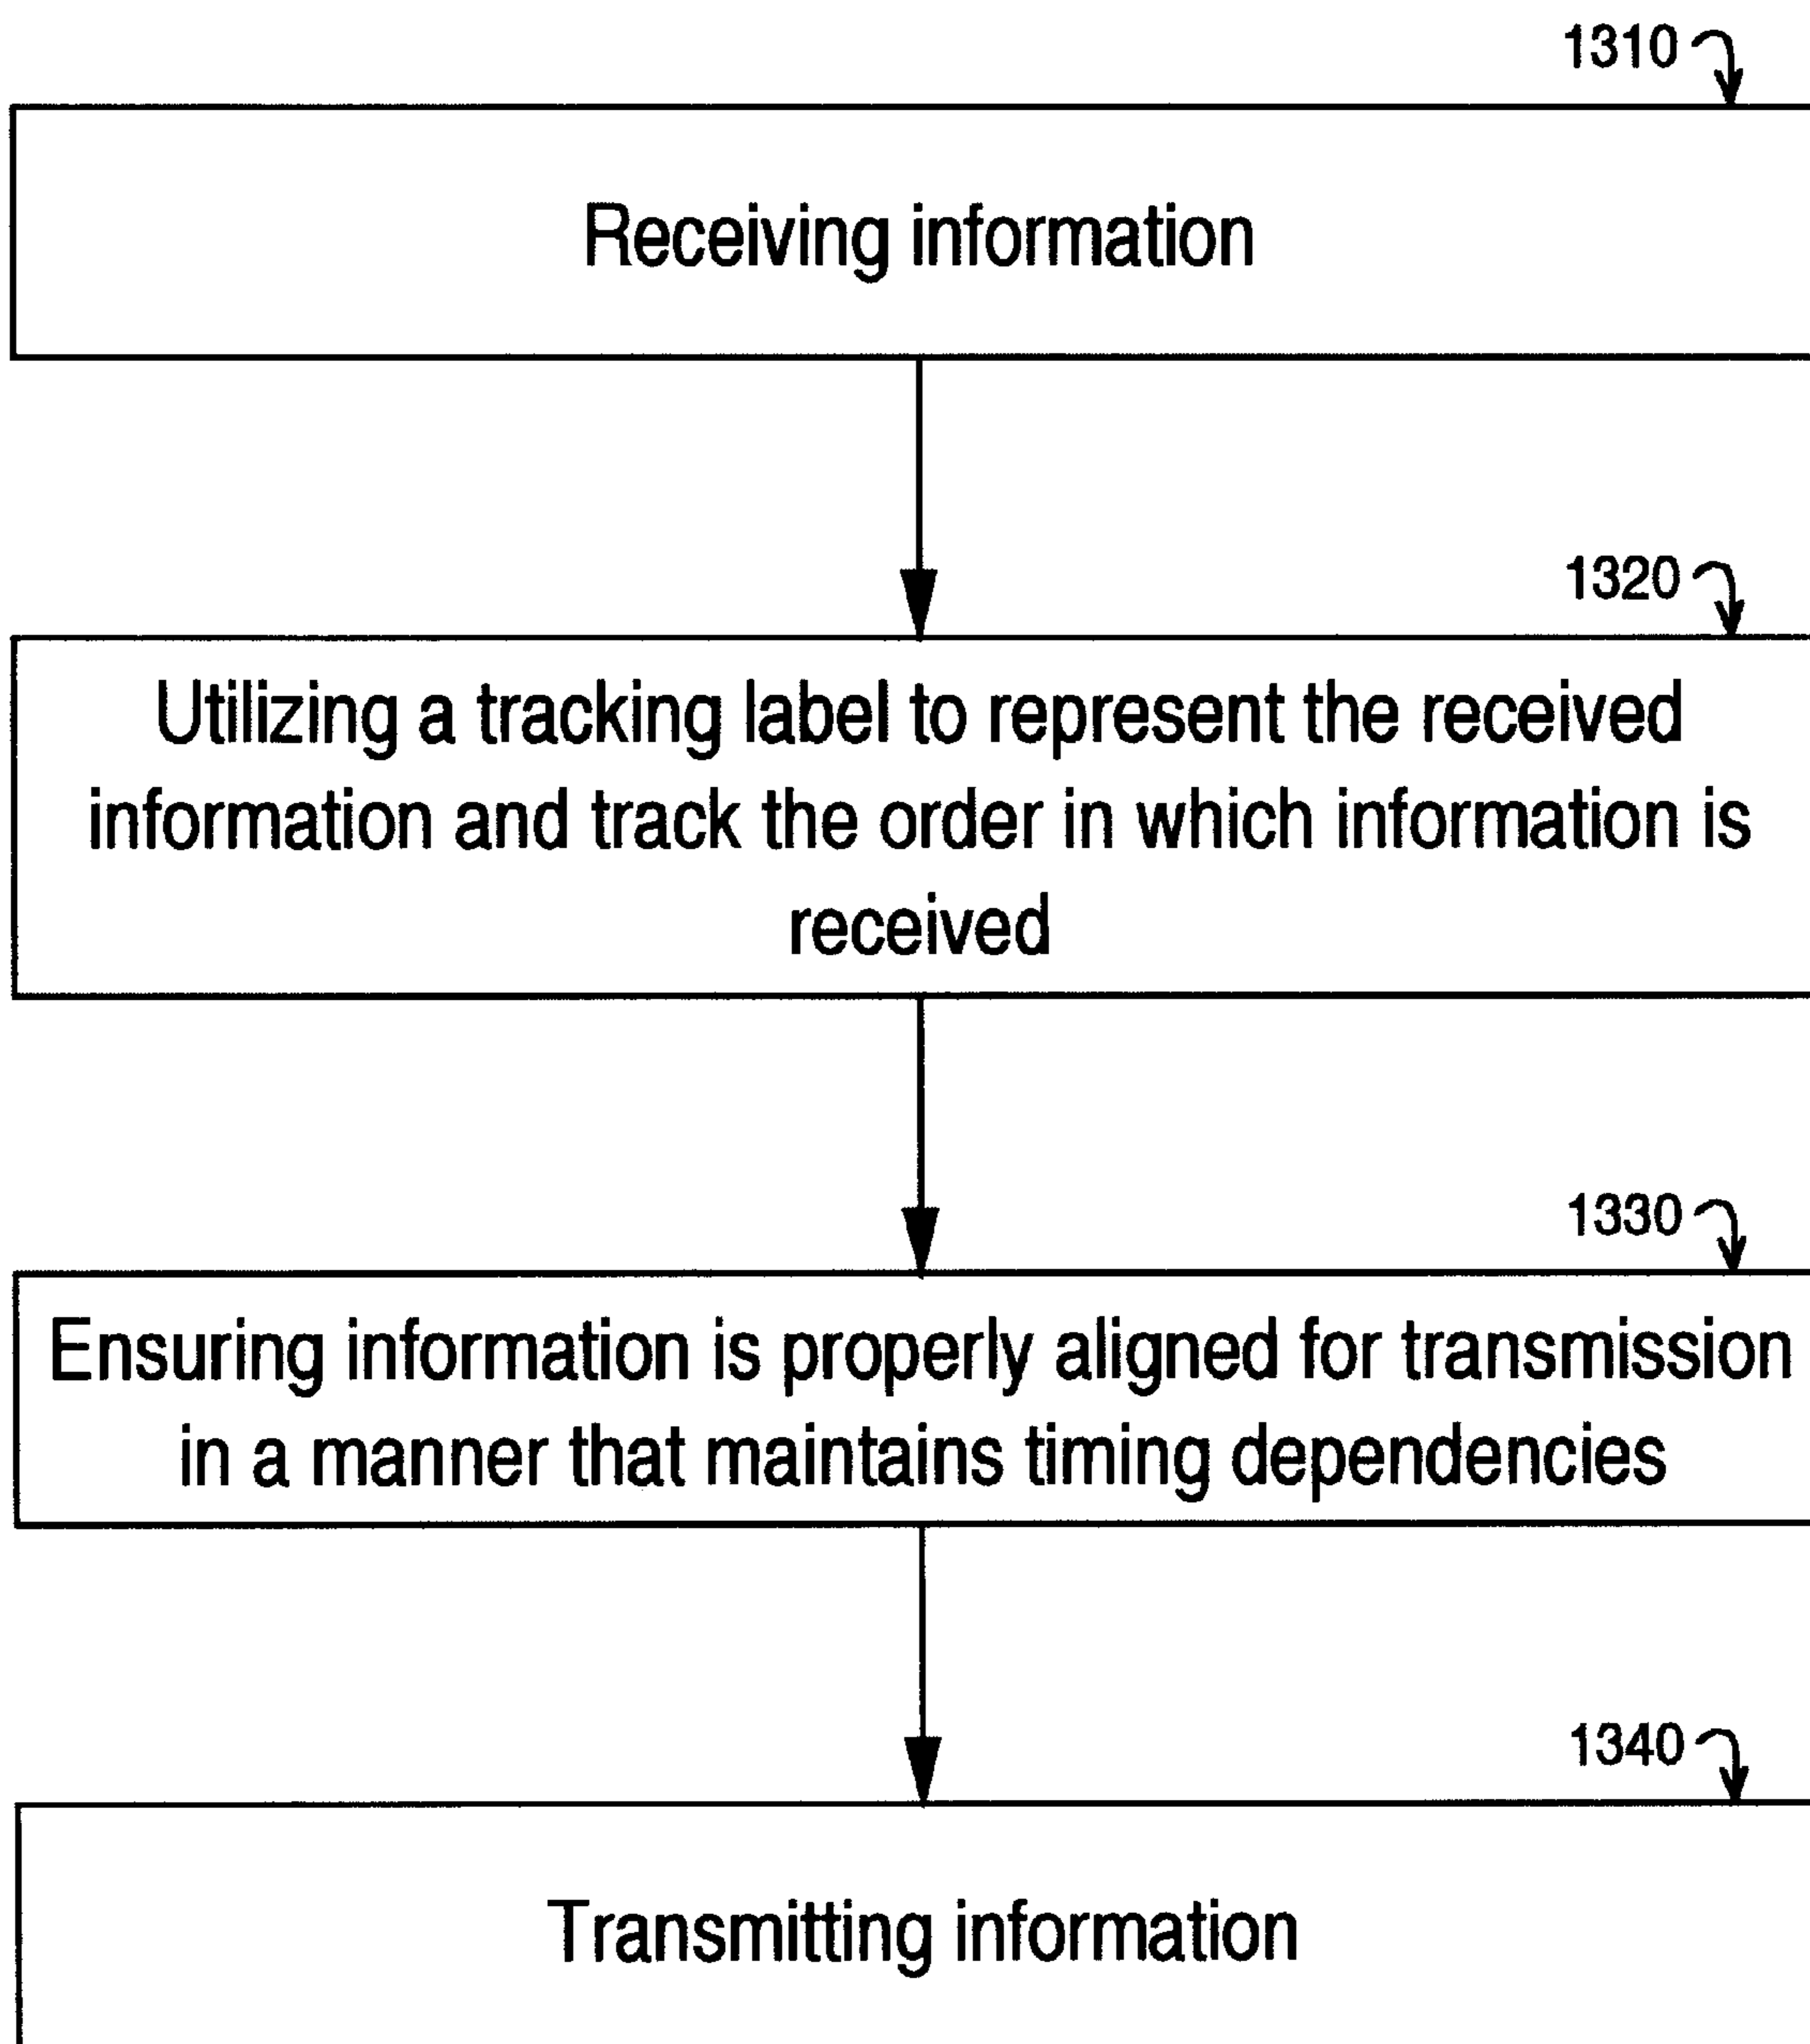 1310
Receiving information
1320
Utilizing a tracking label to represent the received
information and track the order in which information is
received
1330
Ensuring information is properly aligned for transmission
in a manner that maintains timing dependencies
1340
Transmitting information